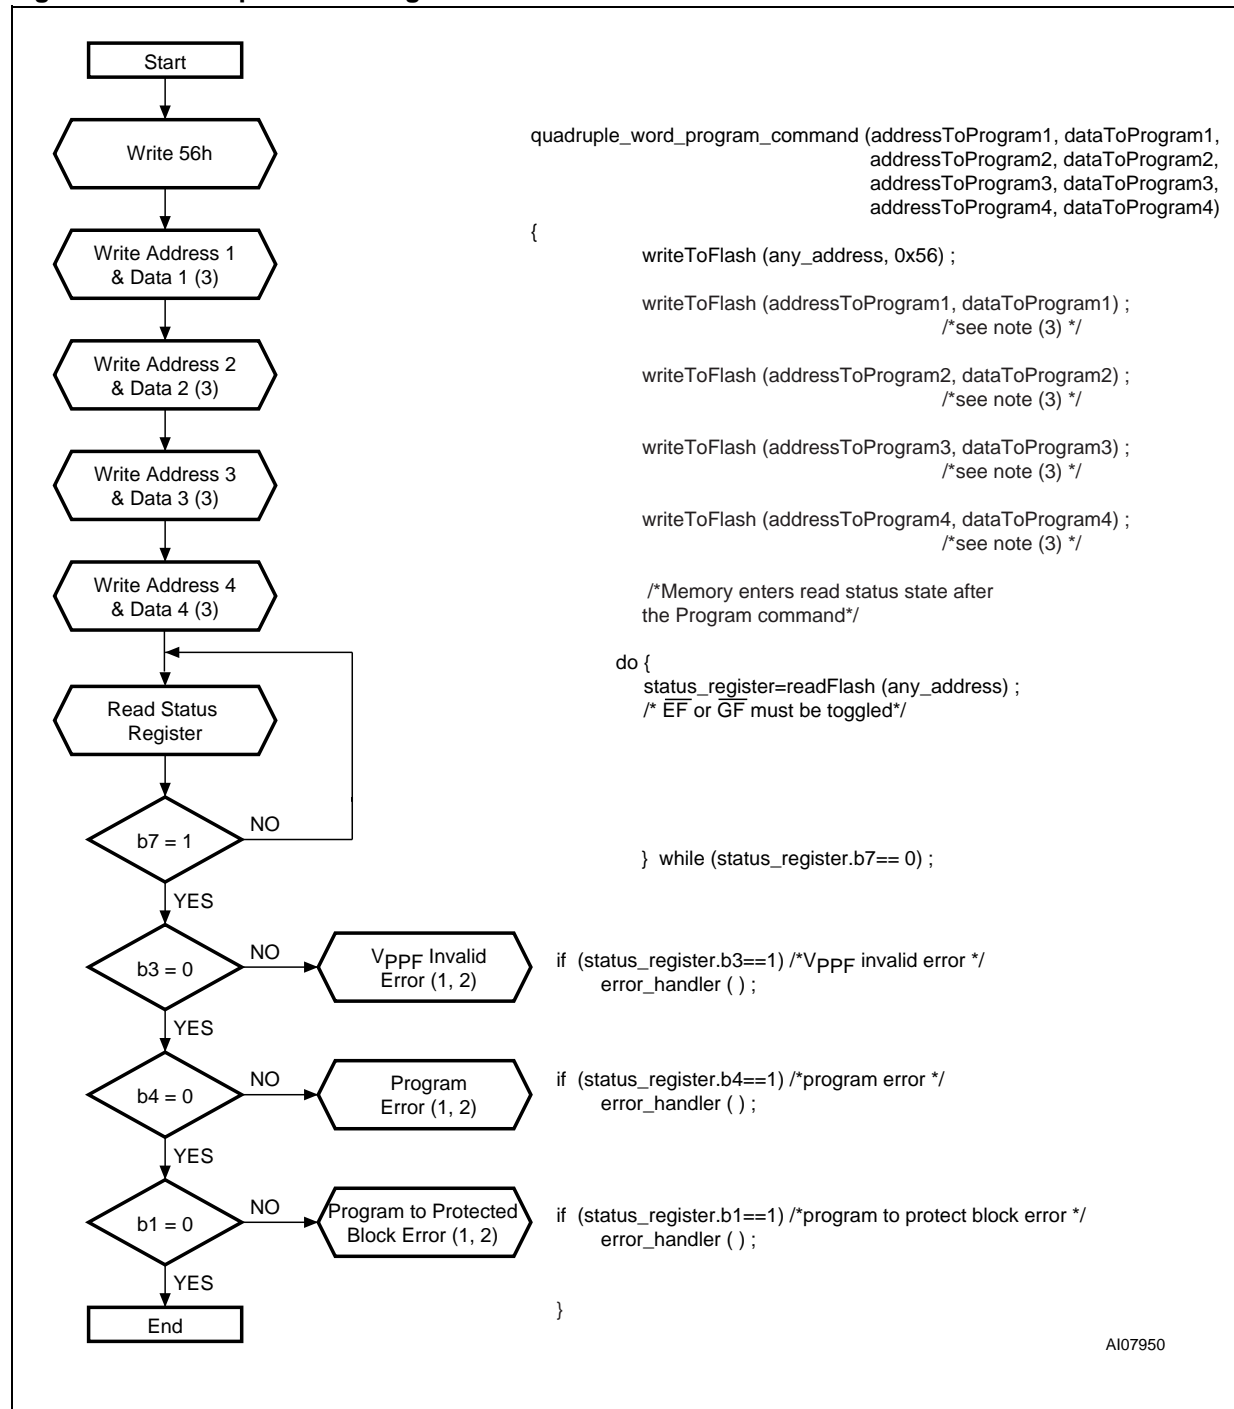 Start
Write 56h
Write Address 1
& Data 1 (3)
Write Address 2
& Data 2 (3)
Write Address 3
& Data 3 (3)
Write Address 4
& Data 4 (3)
Read Status
Register
b7 = 1
NO
YES
b3 = 0
NO
VPPF Invalid
Error (1, 2)
YES
b4 = 0
NO
Program
Error (1, 2)
YES
b1 = 0
NO
Program to Protected
Block Error (1, 2)
YES
End
quadruple_word_program_command (addressToProgram1, dataToProgram1,
addressToProgram2, dataToProgram2,
addressToProgram3, dataToProgram3,
addressToProgram4, dataToProgram4)
{
writeToFlash (any_address, 0x56) ;
writeToFlash (addressToProgram1, dataToProgram1) ;
/*see note (3) */
writeToFlash (addressToProgram2, dataToProgram2) ;
/*see note (3) */
writeToFlash (addressToProgram3, dataToProgram3) ;
/*see note (3) */
writeToFlash (addressToProgram4, dataToProgram4) ;
/*see note (3) */
/*Memory enters read status state after
the Program command*/
do {
status_register=readFlash (any_address) ;
/* E̅F̅ or G̅F̅ must be toggled*/
} while (status_register.b7== 0) ;
if (status_register.b3==1) /*VPPF invalid error */
error_handler ( ) ;
if (status_register.b4==1) /*program error */
error_handler ( ) ;
if (status_register.b1==1) /*program to protect block error */
error_handler ( ) ;
}
AI07950